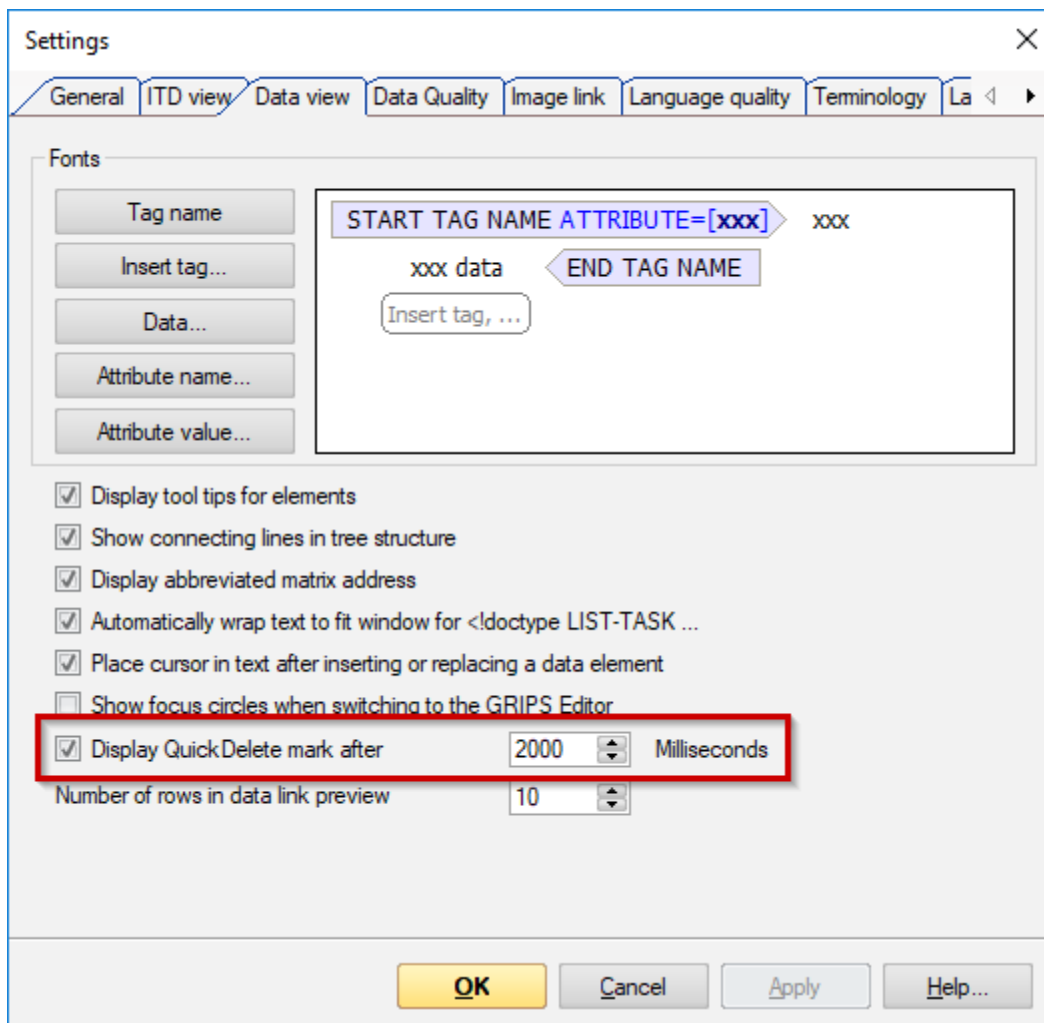 Settings
General ITD view Data view Data Quality Image link Language quality Terminology La
Fonts
Tag name
START TAG NAME ATTRIBUTE=[xxx] xxx
Insert tag...
xxx data END TAG NAME
Data...
Insert tag, ...
Attribute name...
Attribute value...
Display tool tips for elements
Show connecting lines in tree structure
Display abbreviated matrix address
Automatically wrap text to fit window for <!doctype LIST-TASK ...
Place cursor in text after inserting or replacing a data element
Show focus circles when switching to the GRIPS Editor
Display QuickDelete mark after 2000 Milliseconds
Number of rows in data link preview 10
OK Cancel Apply Help...